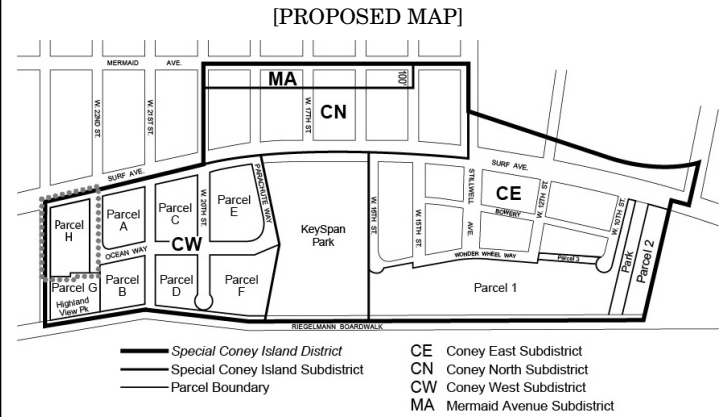 [PROPOSED MAP]
MERMAID AVE.
MA
100'
W. 22ND ST.
W. 21ST ST.
W. 17TH ST.
CN
SURF AVE.
SURF AVE.
Parcel
H
Parcel
A
Parcel
C
W. 20TH ST.
Parcel
E
PARACHUTE WAY
KeySpan
Park
W. 16TH ST.
W. 15TH ST.
STILLWELL AVE
CE
BOWERY
W. 12TH ST.
W. 10TH ST.
OCEAN WAY
CW
WONDER WHEEL WAY
Parcel 3
Park
Parcel 2
Parcel G
Highland
View Pk
Parcel
B
Parcel
D
Parcel
F
Parcel 1
RIEGELMANN BOARDWALK
Special Coney Island District
Special Coney Island Subdistrict
Parcel Boundary
CE Coney East Subdistrict
CN Coney North Subdistrict
CW Coney West Subdistrict
MA Mermaid Avenue Subdistrict